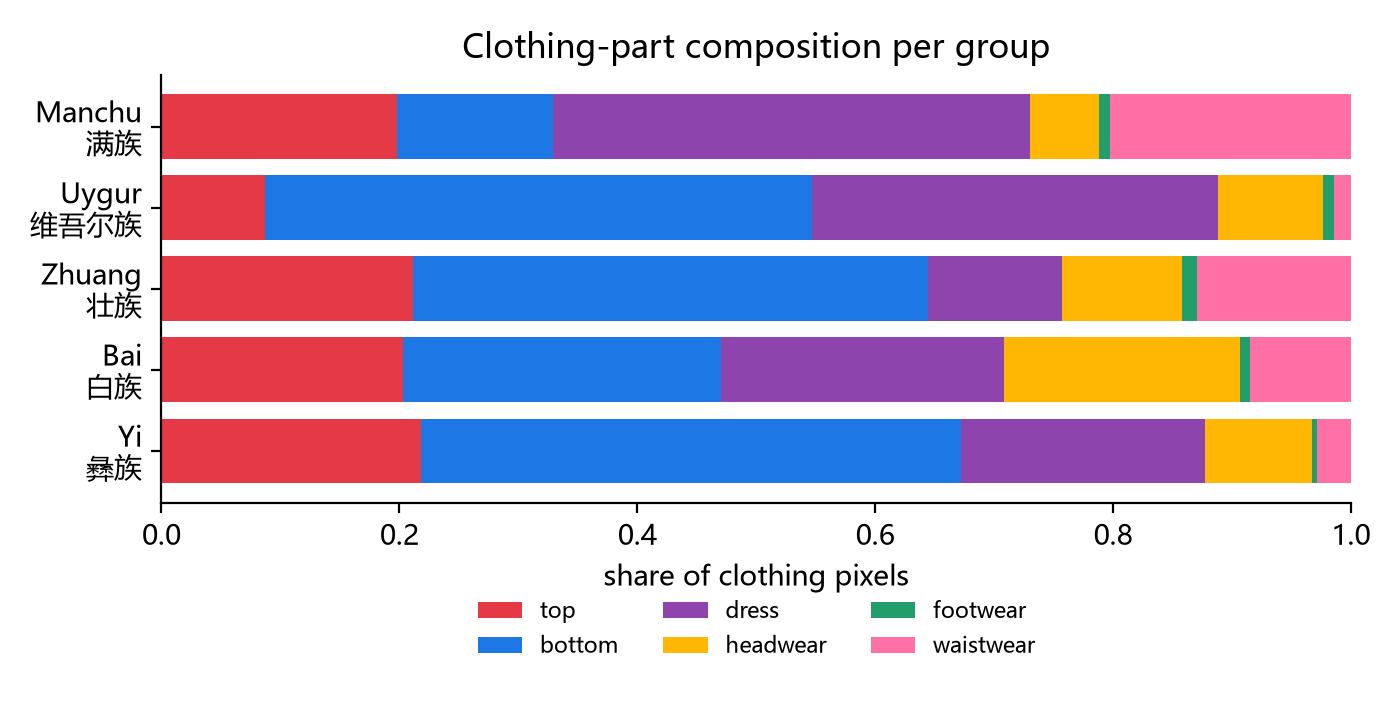 Clothing-part composition per group
Manchu
满族
Uygur
维吾尔族
Zhuang
壮族
Bai
白族
Yi
彝族
0.0 0.2 0.4 0.6 0.8 1.0
share of clothing pixels
top dress footwear
bottom headwear waistwear